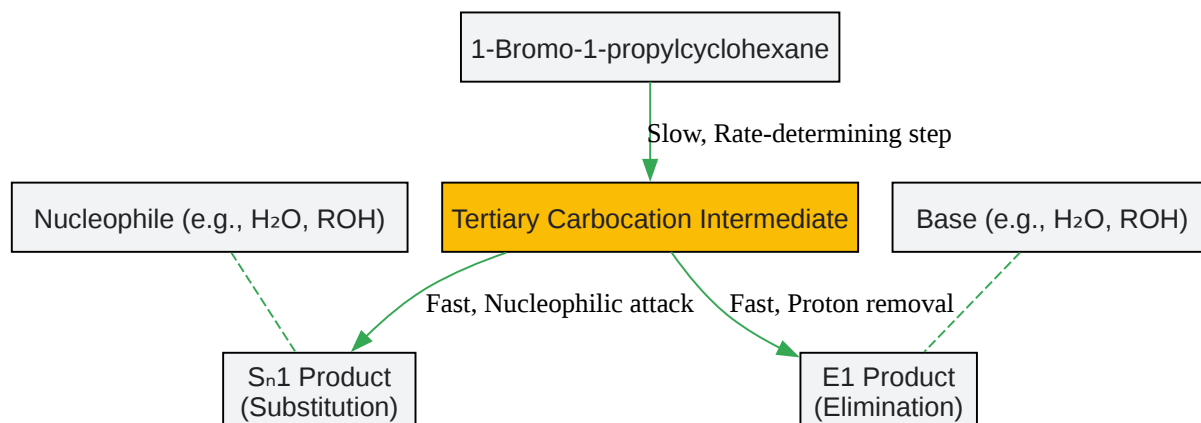 1-Bromo-1-propylcyclohexane
Slow, Rate-determining step
Nucleophile (e.g., H₂O, ROH)
Tertiary Carbocation Intermediate
Base (e.g., H₂O, ROH)
Fast, Nucleophilic attack
Fast, Proton removal
Sₙ1 Product
(Substitution)
E1 Product
(Elimination)